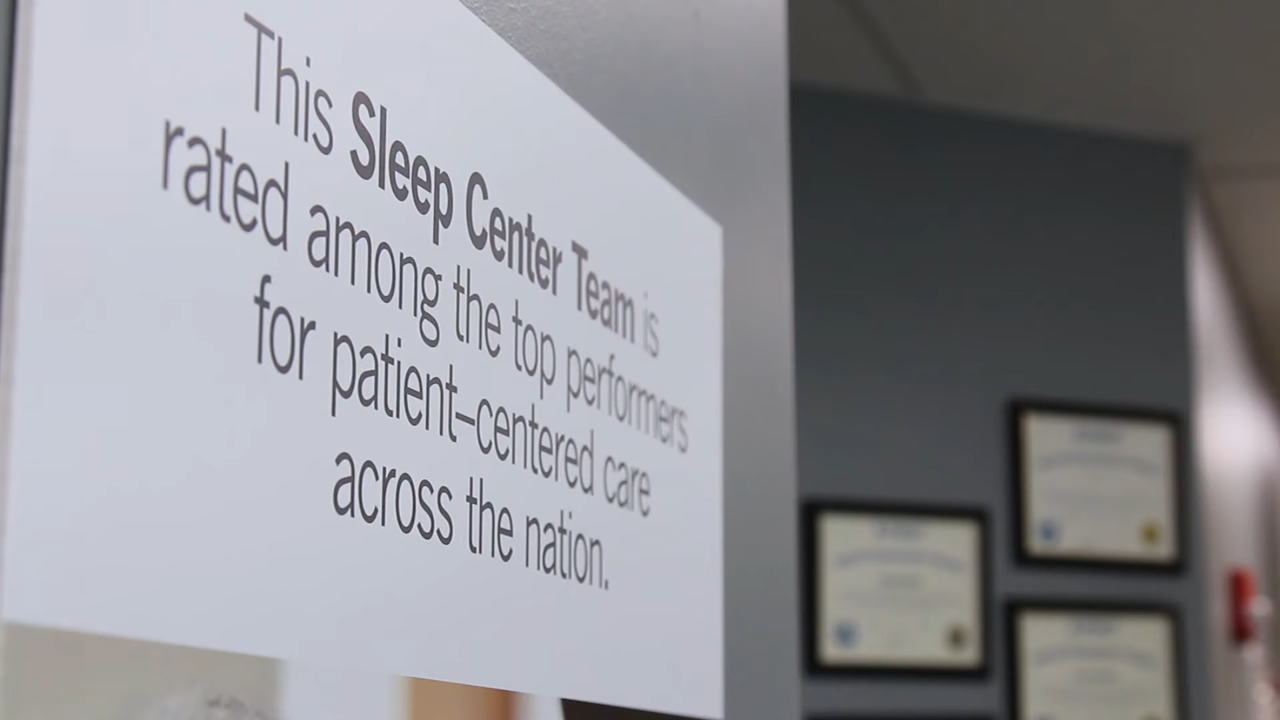 This Sleep Center Team is
rated among the top performers
for patient-centered care
across the nation.